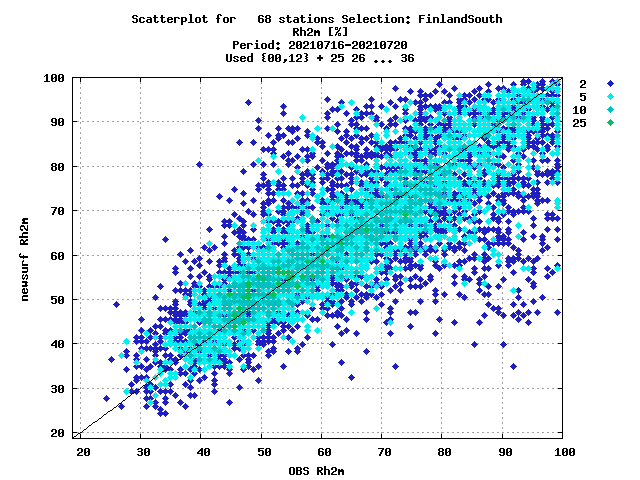 Scatterplot for   68 stations Selection: FinlandSouth
Rh2m [%]
Period: 20210716-20210720
Used {00,12} + 25 26 ... 36
100
90
80
70
60
50
40
30
20
newsurf Rh2m
2
5
10
25
20 30 40 50 60 70 80 90 100
OBS Rh2m